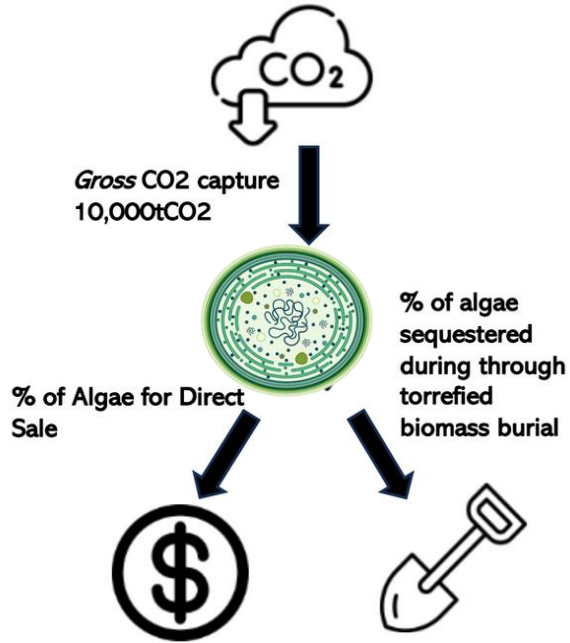 CO₂
Gross CO2 capture
10,000tCO2
% of algae
sequestered
during through
torrefied
biomass burial
% of Algae for Direct
Sale
$